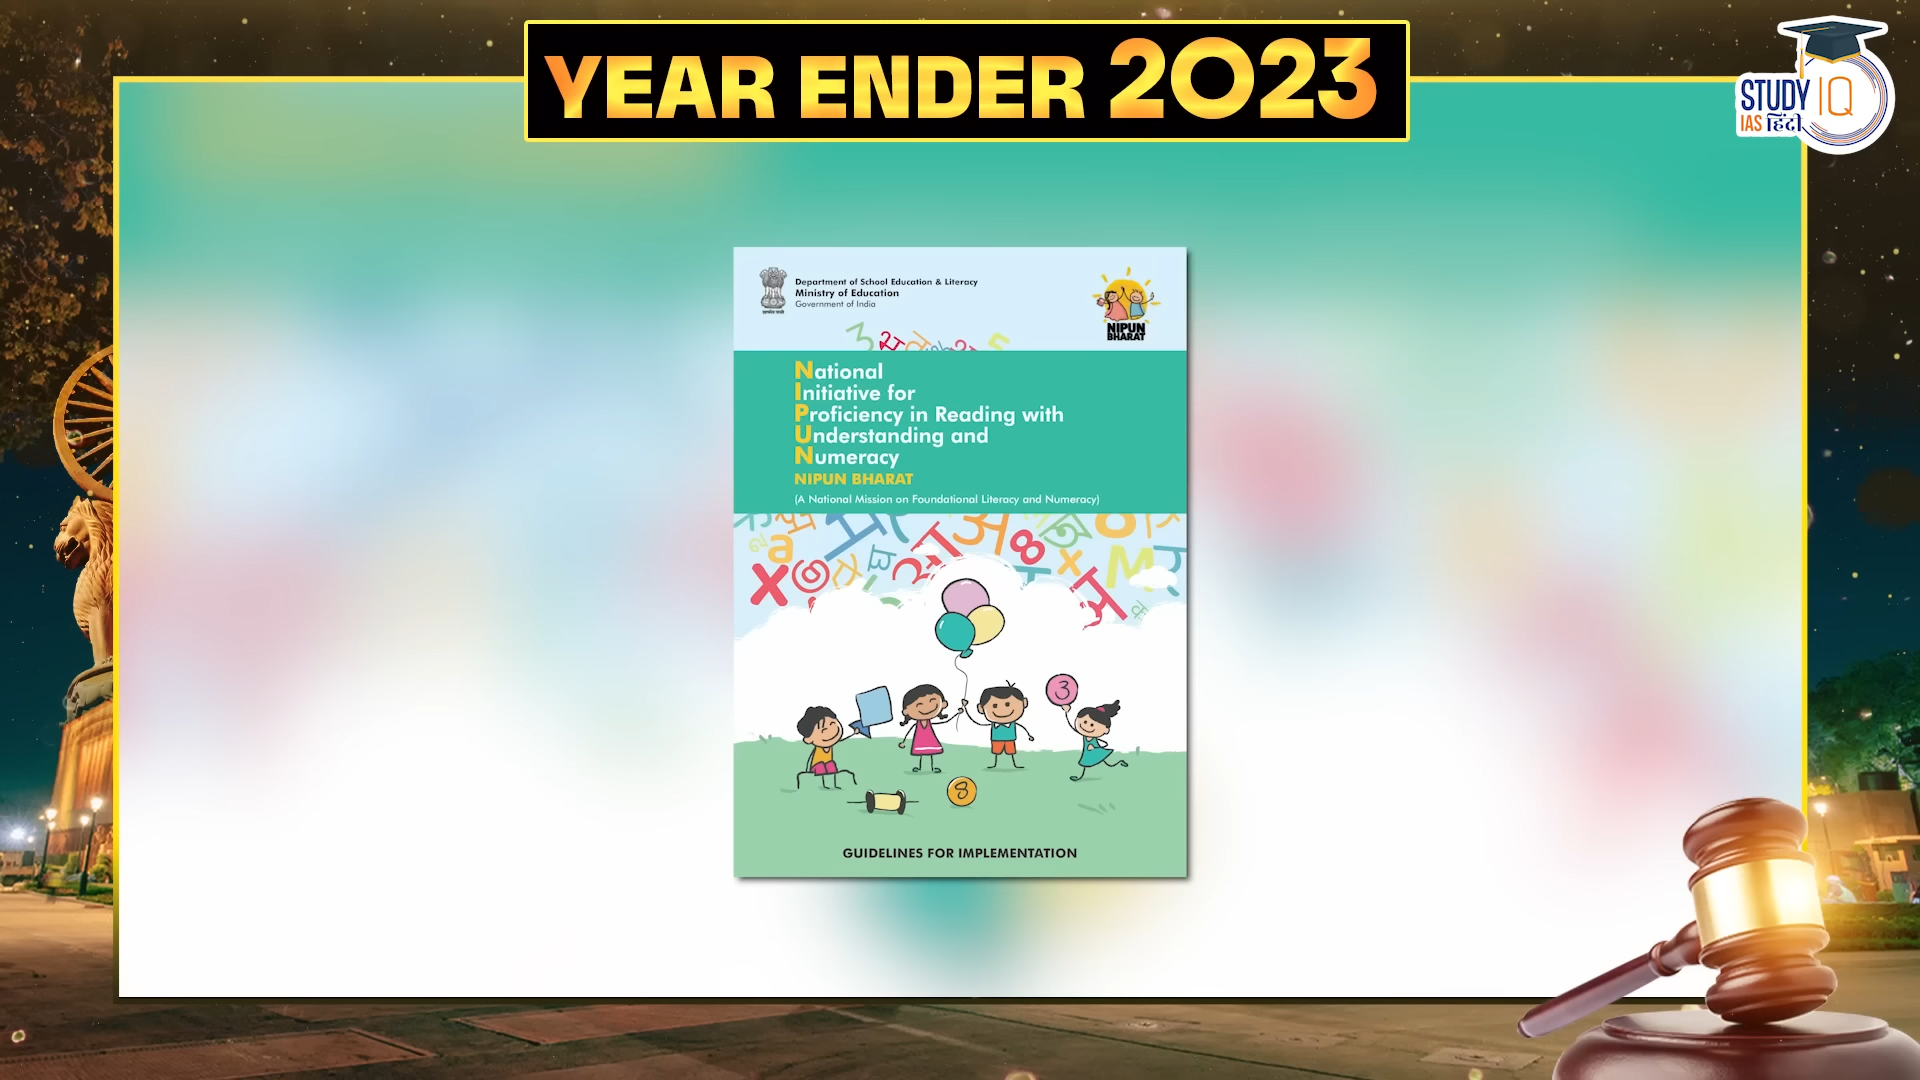 YEAR ENDER 2023
STUDY IQ
IAS हिंदी
Department of School Education & Literacy
Ministry of Education
Government of India
NIPUN
BHARAT
National
Initiative for
Proficiency in Reading with
Understanding and
Numeracy
NIPUN BHARAT
(A National Mission on Foundational Literacy and Numeracy)
3
8
GUIDELINES FOR IMPLEMENTATION